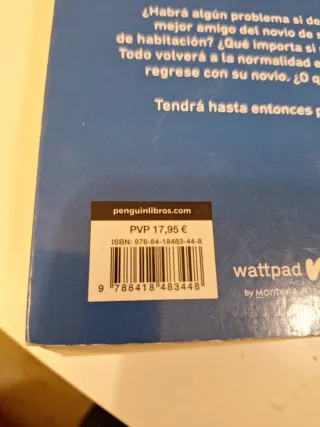 ¿Habrá algún problema si de
mejor amigo del novio de s
de habitación? ¿Qué importa si
Todo volverá a la normalidad e
regrese con su novio. ¿O q
Tendrá hasta entonces p
penguinlibros.com
PVP 17,95 €
ISBN: 978-84-18483-44-8
9 788418 483448
wattpad
by Montena